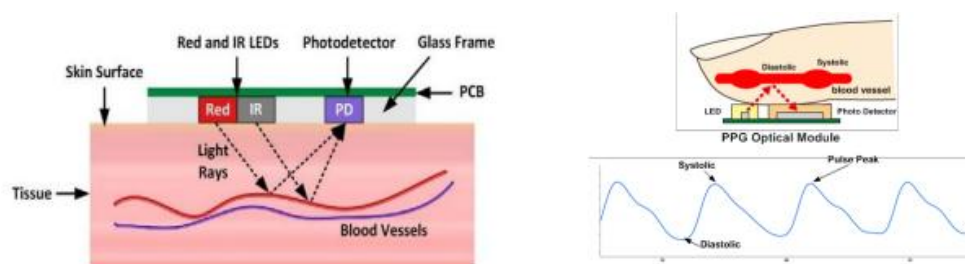 Red and IR LEDs
Photodetector
Glass Frame
Skin Surface
PCB
Red
IR
PD
Light
Rays
Tissue
Blood Vessels
Diastolic
Systolic
blood vessel
LED
Photo Detector
PPG Optical Module
Systolic
Pulse Peak
Diastolic